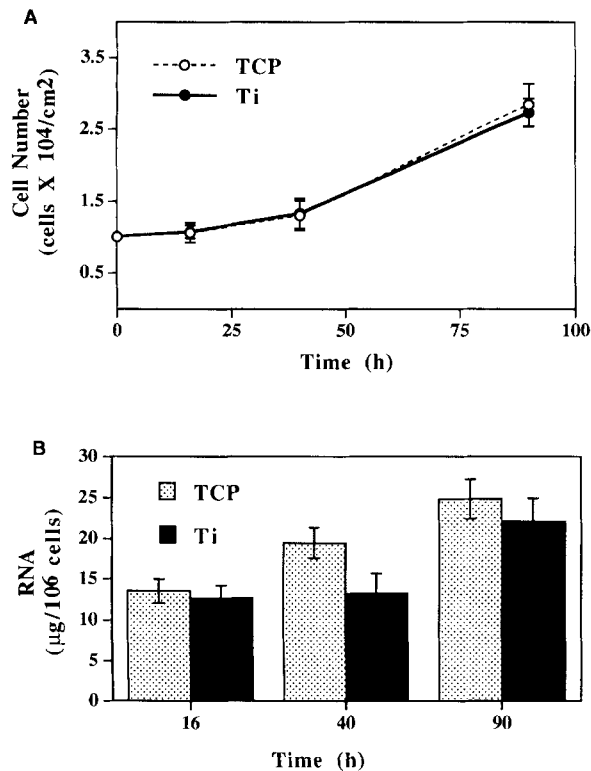 A
3.5
2.5
1.5
0.5
Cell Number
(cells X 104/cm2)
TCP
Ti
0
25
50
75
100
Time (h)
B
30
25
20
15
10
5
0
RNA
(µg/106 cells)
TCP
Ti
16
40
90
Time (h)